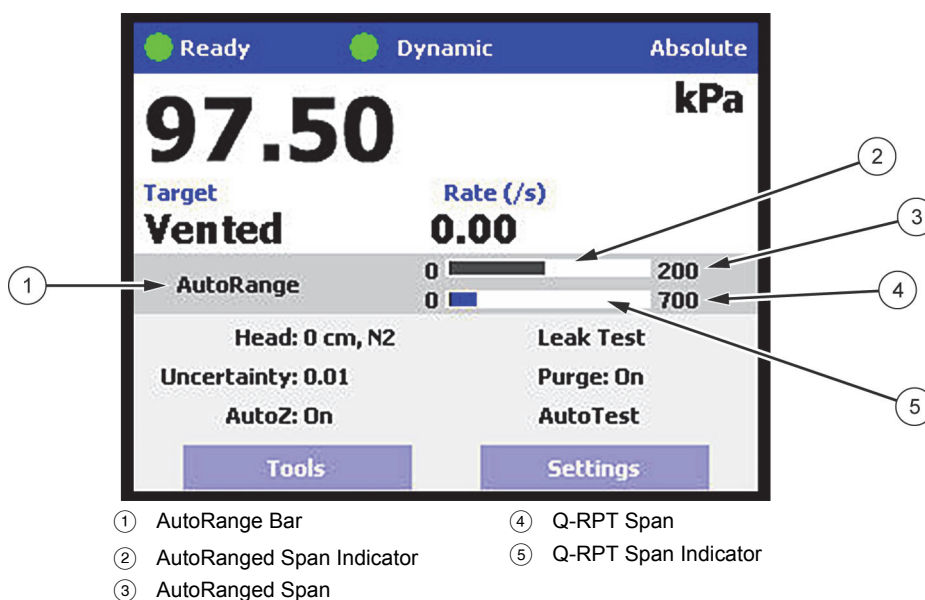 Ready Dynamic Absolute
97.50 kPa
Target Rate (/s)
Vented 0.00
AutoRange 0 200
0 700
Head: 0 cm, N2 Leak Test
Uncertainty: 0.01 Purge: On
AutoZ: On AutoTest
Tools Settings
1
2
3
4
5
1 AutoRange Bar
2 AutoRanged Span Indicator
3 AutoRanged Span
4 Q-RPT Span
5 Q-RPT Span Indicator